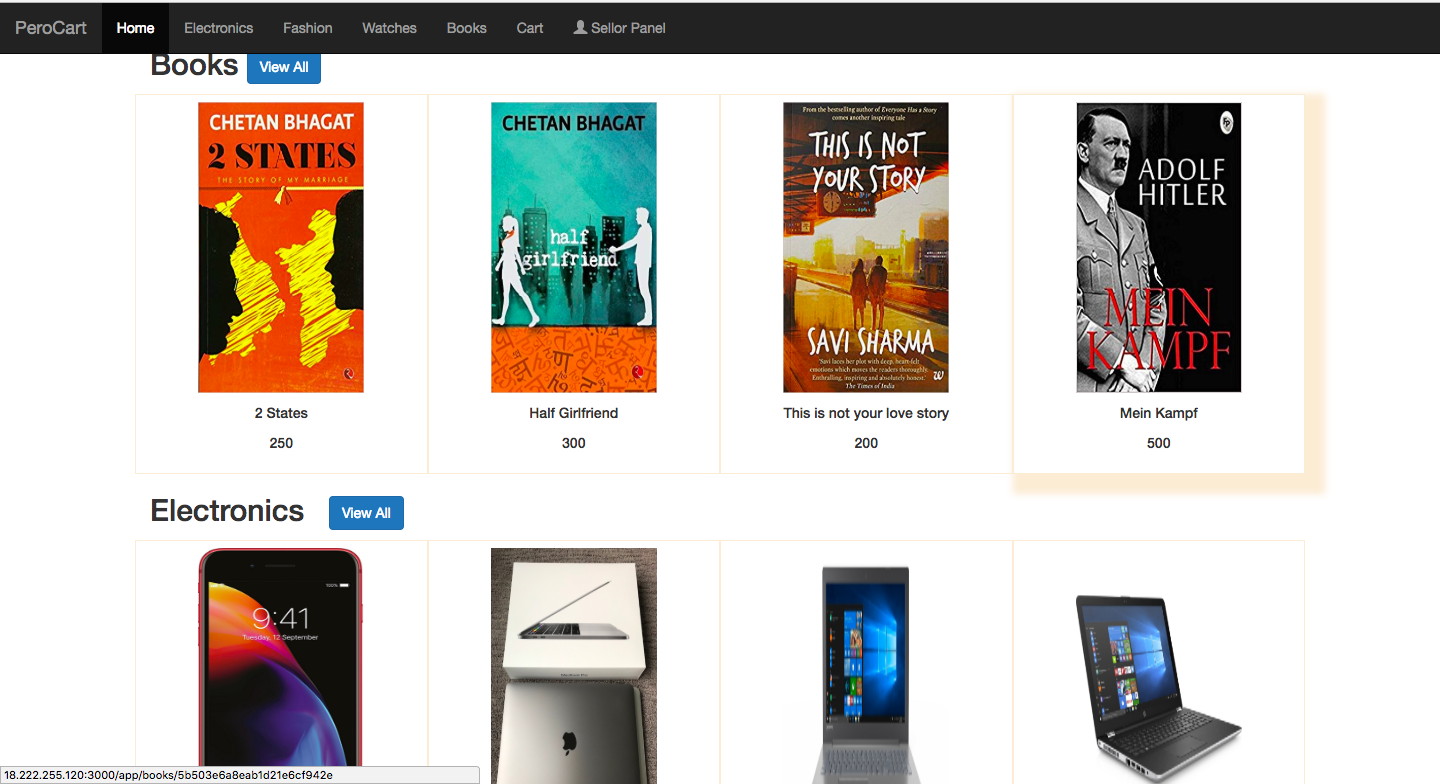 PeroCart Home Electronics Fashion Watches Books Cart Sellor Panel
Books View All
CHETAN BHAGAT
2 STATES
THE STORY OF MY MARRIAGE
2 States
250
CHETAN BHAGAT
half
girlfriend
Half Girlfriend
300
From the bestselling author of Everyone Has a Story
comes another inspiring tale
THIS IS NOT
YOUR STORY
SAVI SHARMA
'Savi laces her plot with deep, heart-felt
emotions which moves the readers thoroughly.
Enthralling, inspiring and absolutely honest.'
The Times of India
w
This is not your love story
200
FP
ADOLF
HITLER
MEIN
KAMPF
Mein Kampf
500
Electronics View All
100%
9:41
Tuesday, 12 September
MacBook Pro
18.222.255.120:3000/app/books/5b503e6a8eab1d21e6cf942e